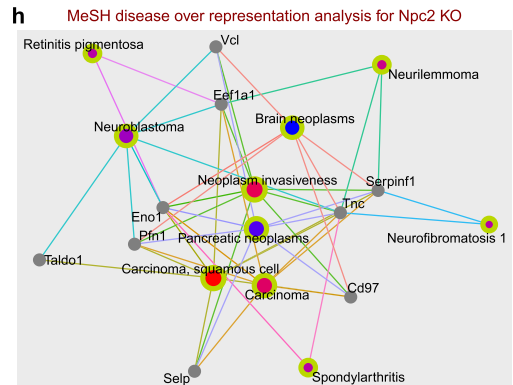 h
MeSH disease over representation analysis for Npc2 KO
Retinitis pigmentosa
Vcl
Neurilemmoma
Eef1a1
Brain neoplasms
Neuroblastoma
Neoplasm invasiveness
Serpinf1
Tnc
Eno1
Pfn1
Pancreatic neoplasms
Neurofibromatosis 1
Taldo1
Carcinoma, squamous cell
Carcinoma
Cd97
Selp
Spondylarthritis